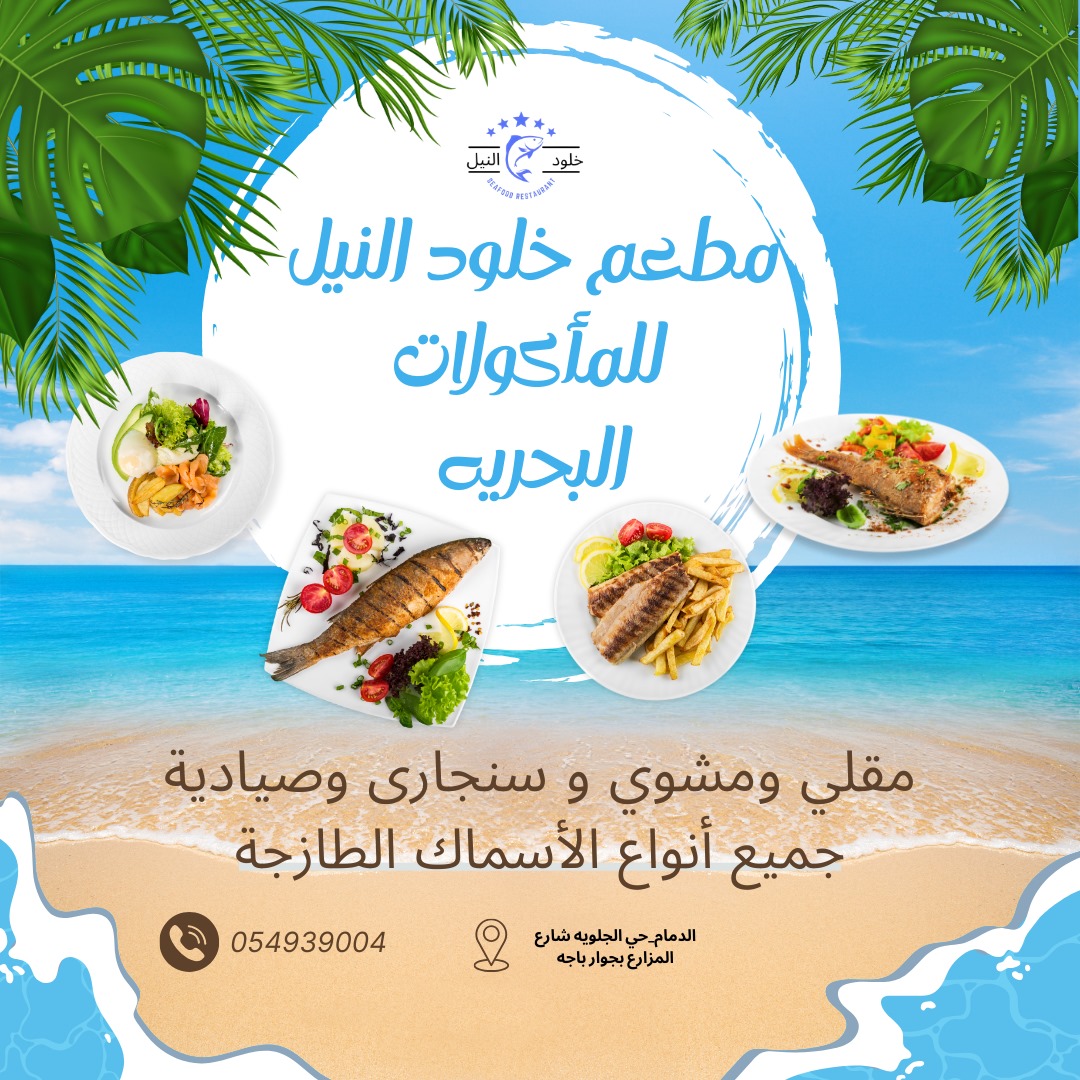 خلود النيل
SEAFOOD RESTAURANT
مطعم خلود النيل
للمأكولات
البحريه
مقلي ومشوي و سنجارى وصيادية
جميع أنواع الأسماك الطازجة
054939004
الدمام_حي الجلويه شارع
المزارع بجوار باجه